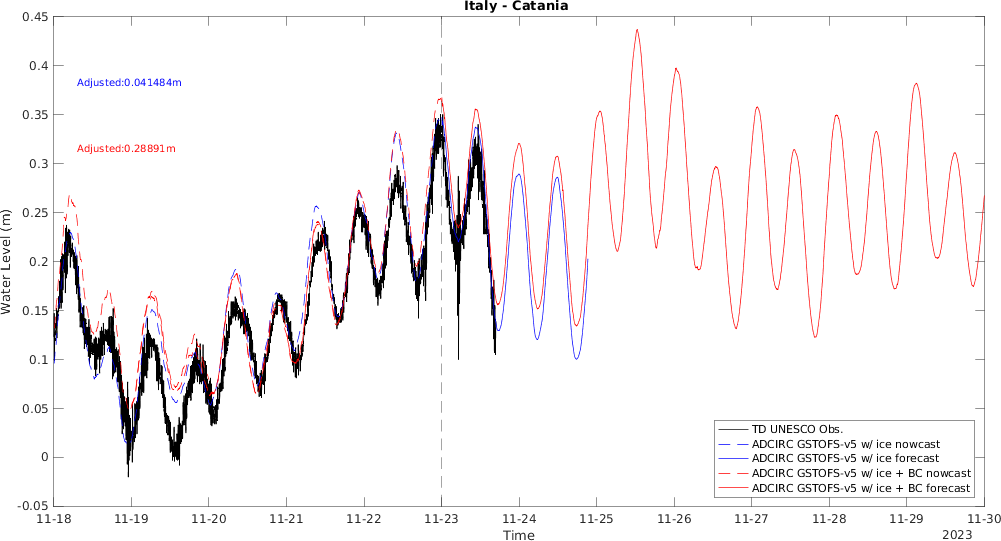 Italy - Catania
0.45
0.4
0.35
0.3
0.25
0.2
0.15
0.1
0.05
0
-0.05
Water Level (m)
Adjusted:0.041484m
Adjusted:0.28891m
TD UNESCO Obs.
ADCIRC GSTOFS-v5 w/ ice nowcast
ADCIRC GSTOFS-v5 w/ ice forecast
ADCIRC GSTOFS-v5 w/ ice + BC nowcast
ADCIRC GSTOFS-v5 w/ ice + BC forecast
11-18 11-19 11-20 11-21 11-22 11-23 11-24 11-25 11-26 11-27 11-28 11-29 11-30
Time
2023